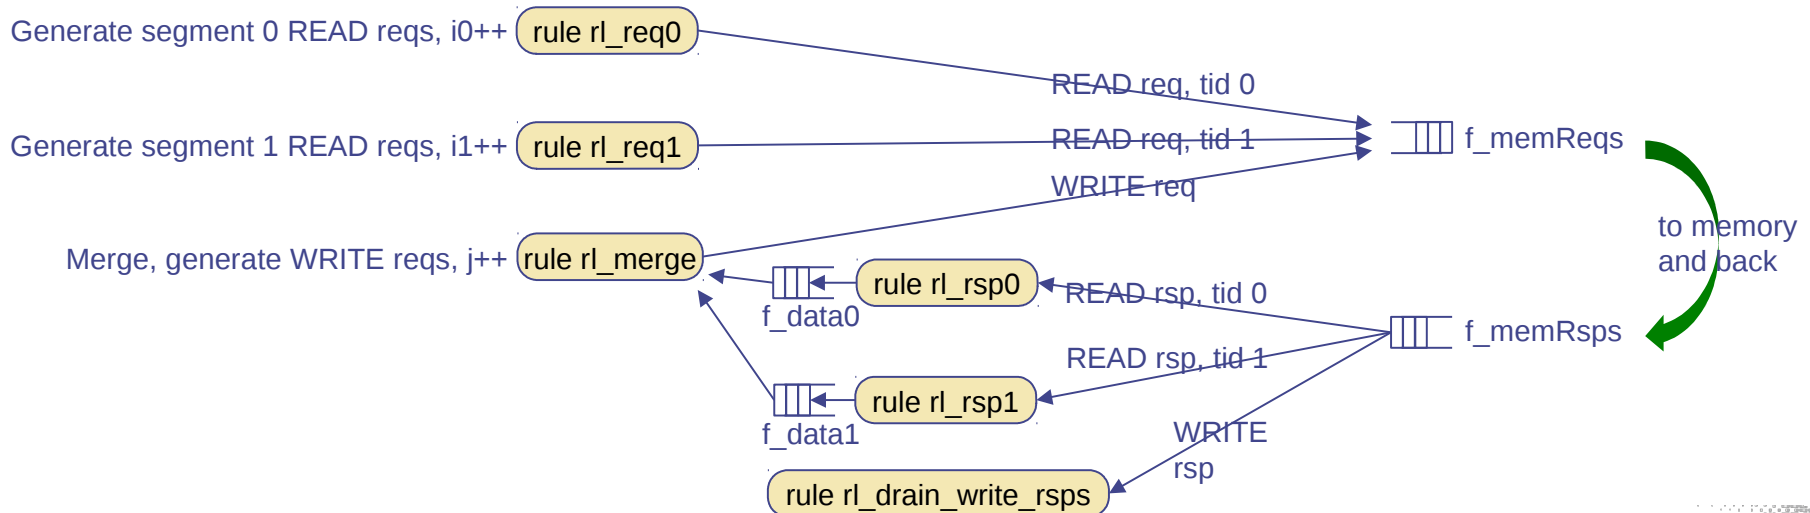 Generate segment 0 READ reqs, i0++
rule rl_req0
READ req, tid 0
Generate segment 1 READ reqs, i1++
rule rl_req1
READ req, tid 1
f_memReqs
WRITE req
to memory
and back
Merge, generate WRITE reqs, j++
rule rl_merge
rule rl_rsp0
READ rsp, tid 0
f_data0
f_memRsps
READ rsp, tid 1
rule rl_rsp1
f_data1
WRITE
rsp
rule rl_drain_write_rsps